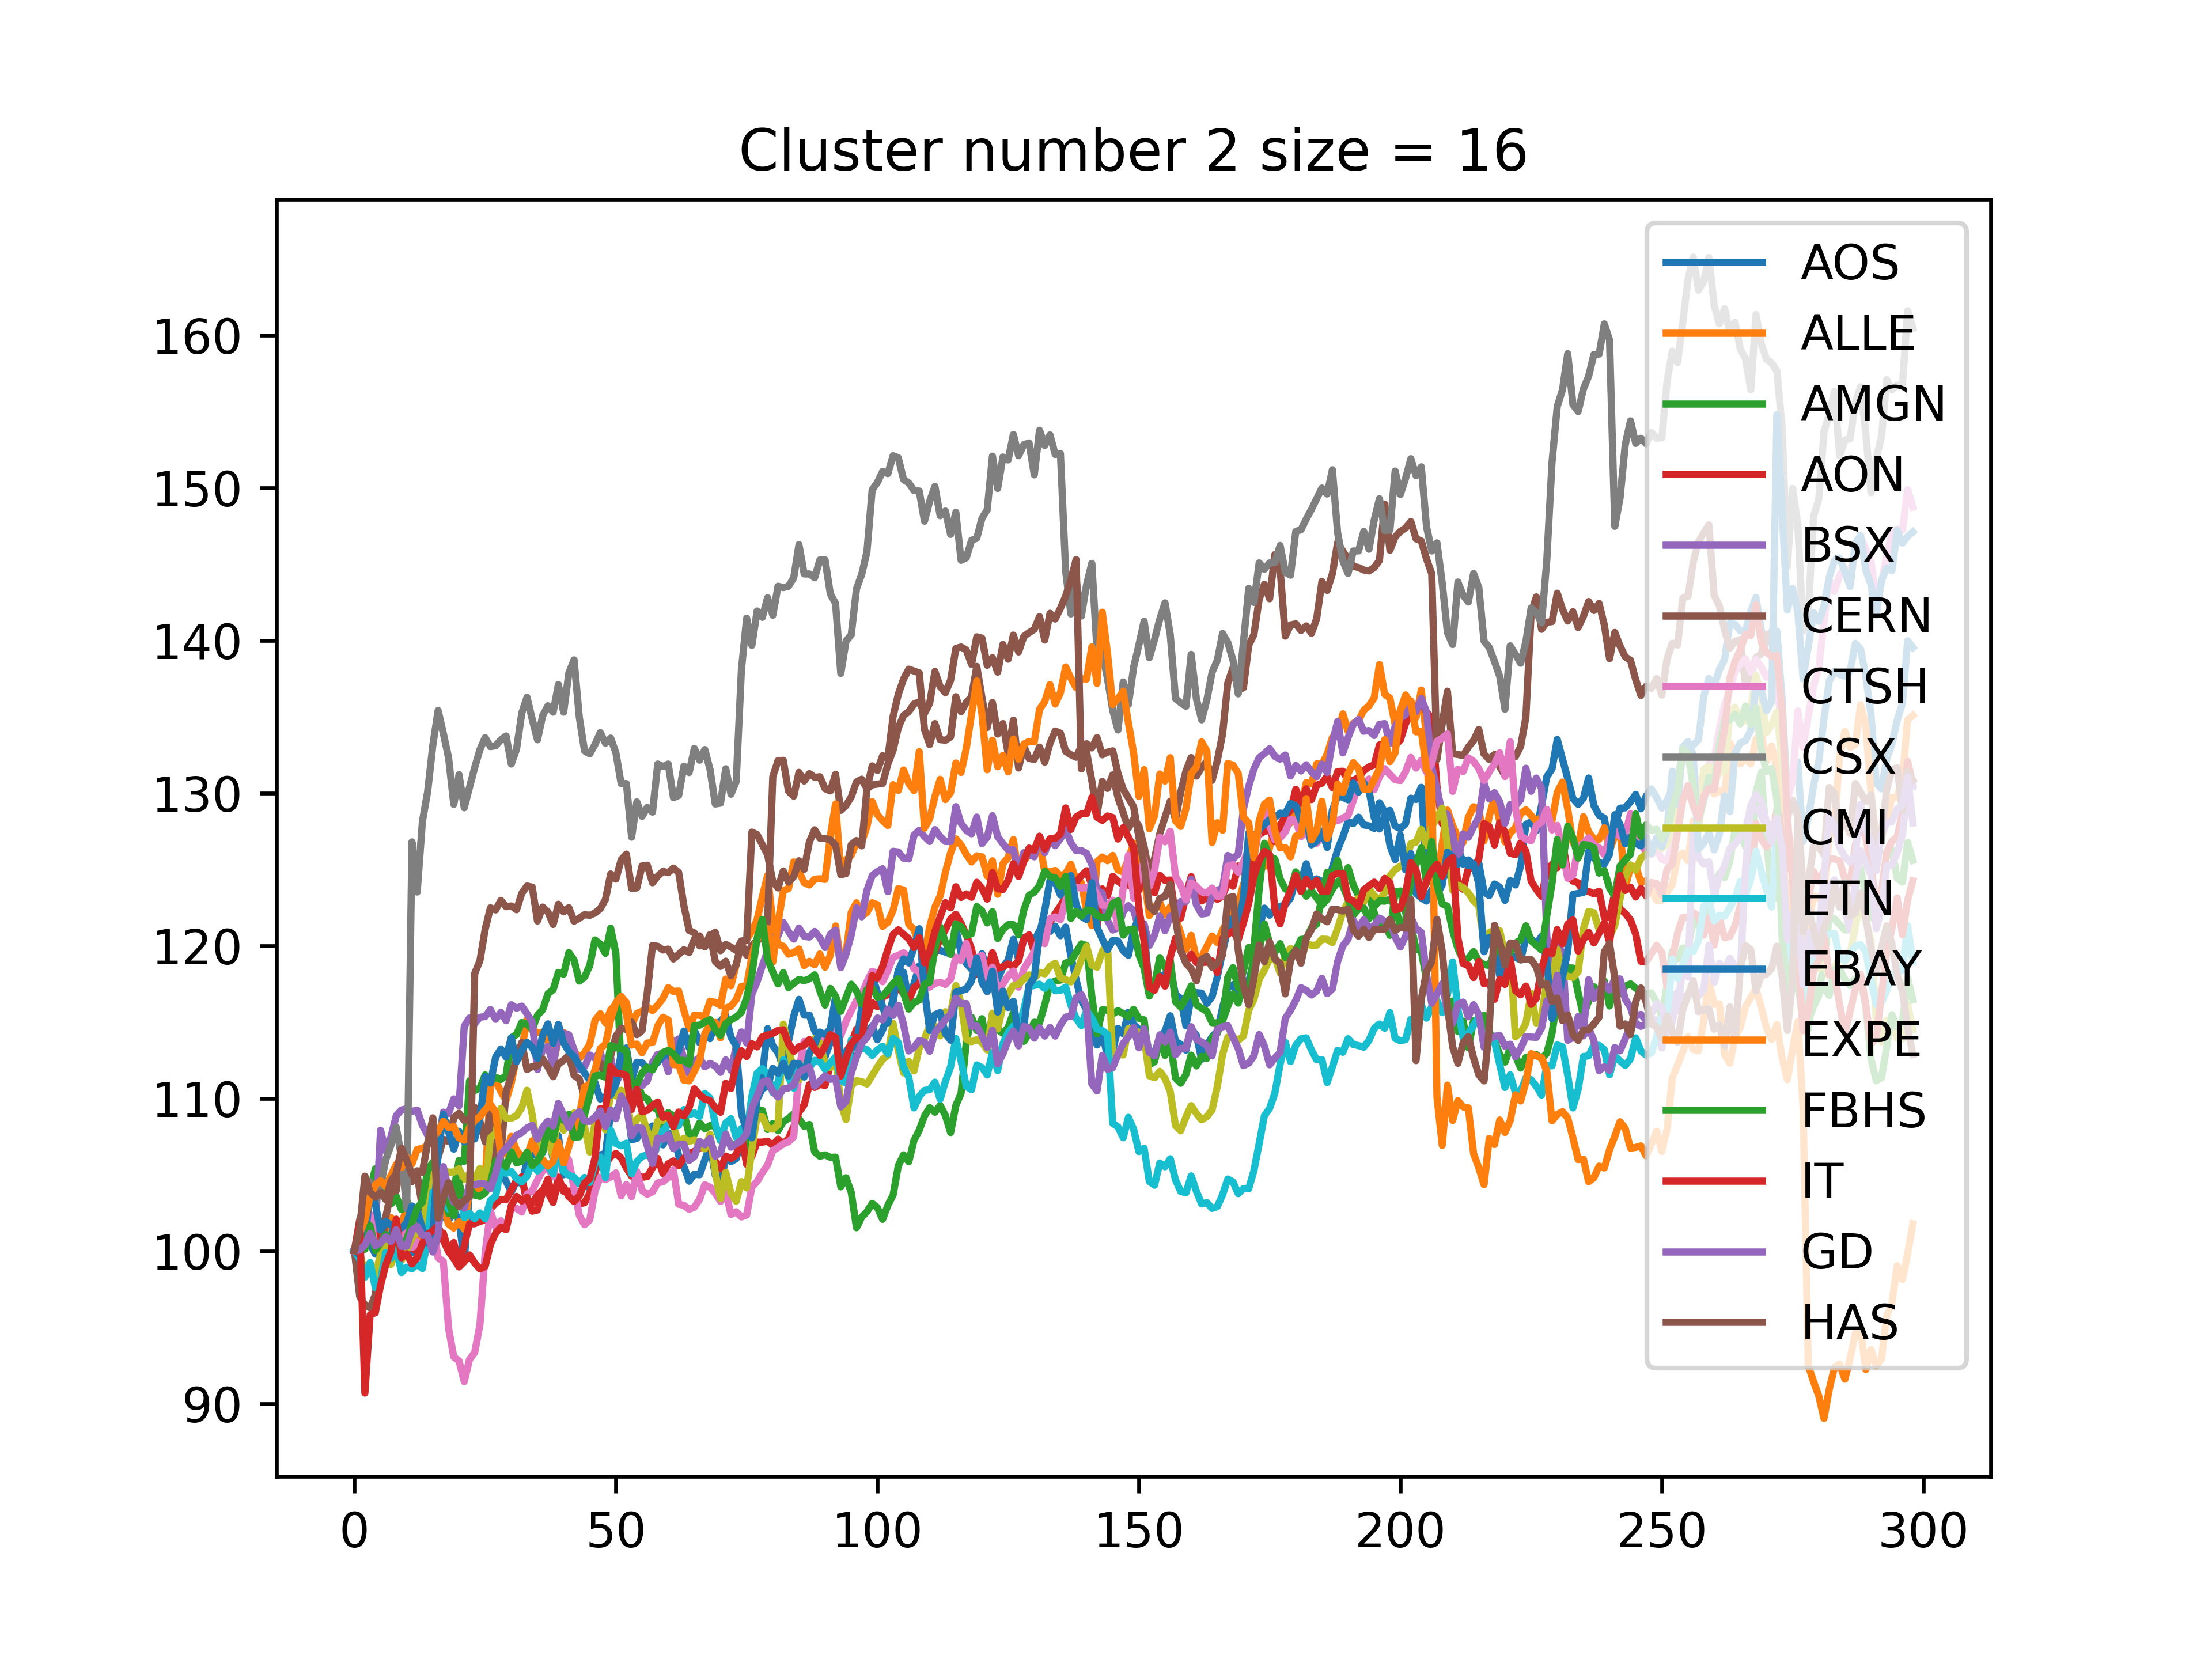 Cluster number 2 size = 16
160
150
140
130
120
110
100
90
0 50 100 150 200 250 300
AOS
ALLE
AMGN
AON
BSX
CERN
CTSH
CSX
CMI
ETN
EBAY
EXPE
FBHS
IT
GD
HAS